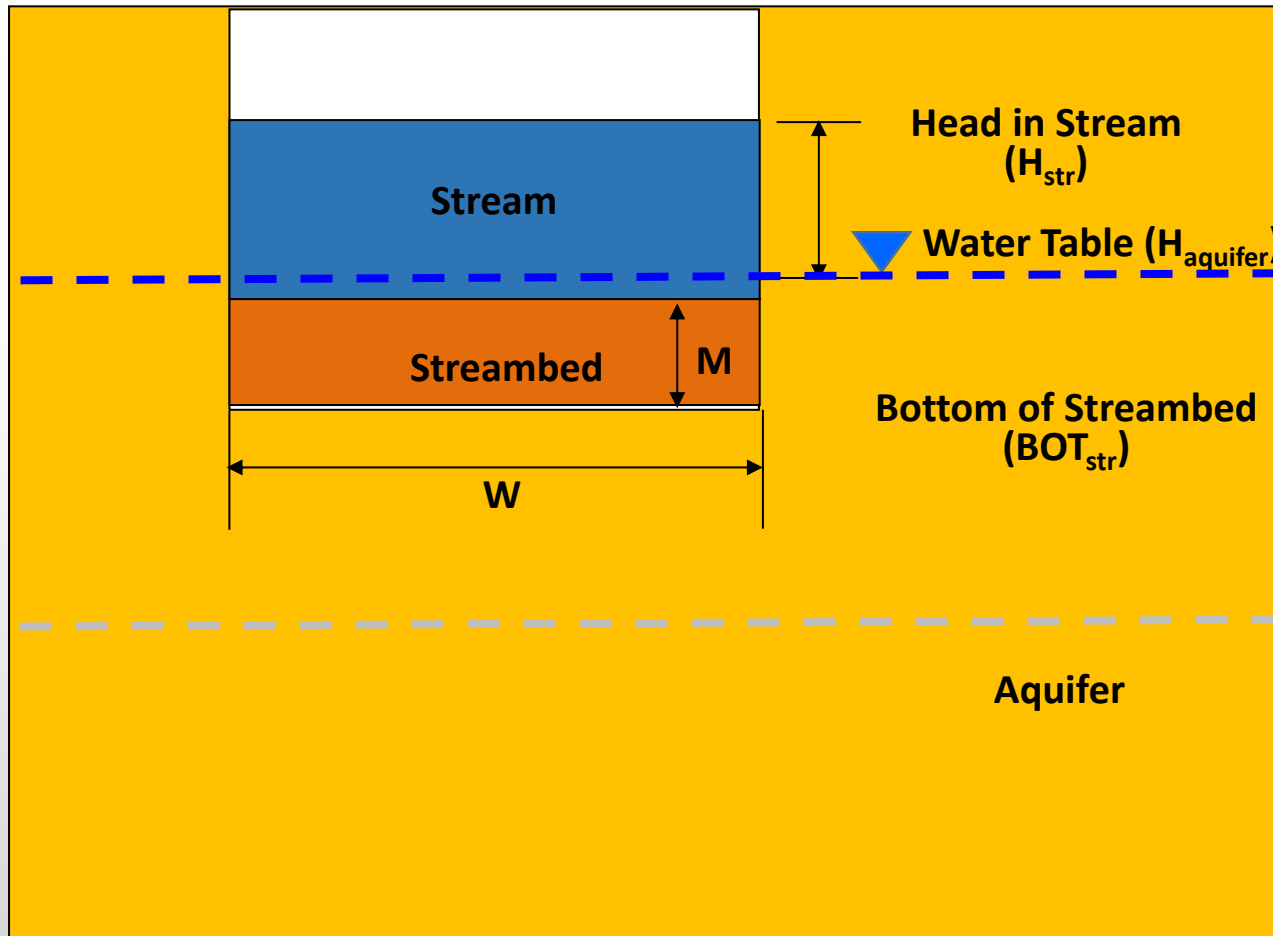 Head in Stream
(Hstr)
Stream
Water Table (Haquifer)
Streambed
M
Bottom of Streambed
(BOTstr)
W
Aquifer